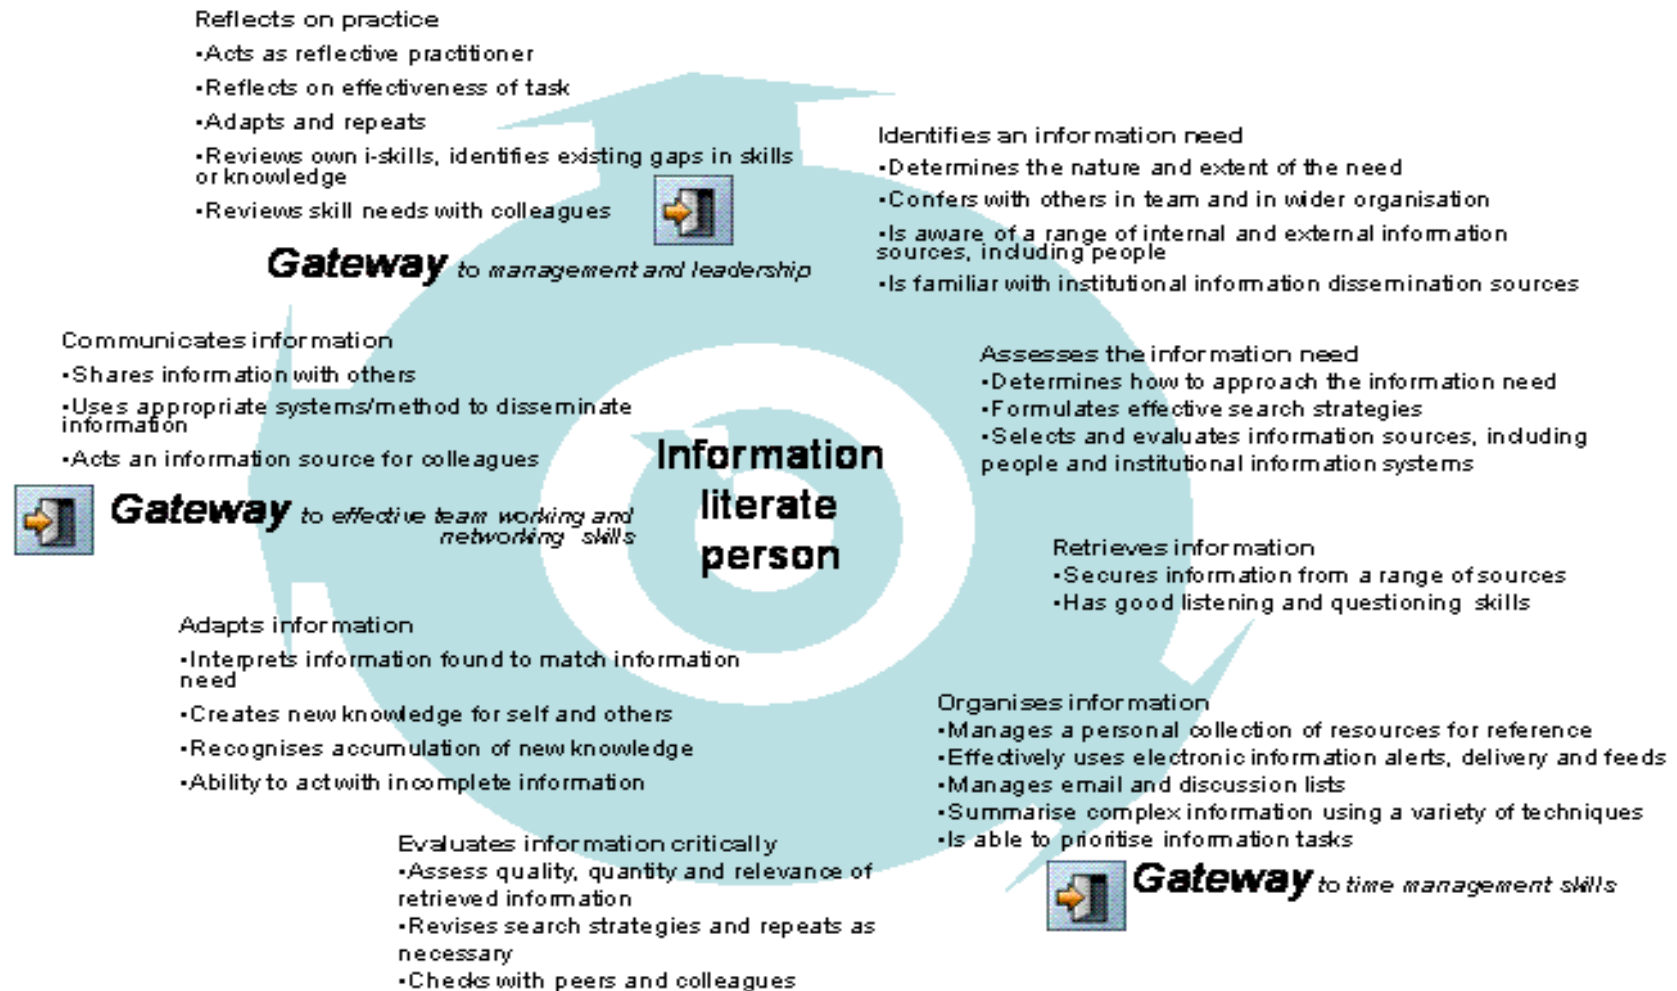 Reflects on practice
•Acts as reflective practitioner
•Reflects on effectiveness of task
•Adapts and repeats
•Reviews own i-skills, identifies existing gaps in skills
or knowledge
•Reviews skill needs with colleagues
Gateway to management and leadership
Identifies an information need
•Determines the nature and extent of the need
•Confers with others in team and in wider organisation
•Is aware of a range of internal and external information
sources, including people
•Is familiar with institutional information dissemination sources
Assesses the information need
•Determines how to approach the information need
•Formulates effective search strategies
•Selects and evaluates information sources, including
people and institutional information systems
Retrieves information
•Secures information from a range of sources
•Has good listening and questioning skills
Organises information
•Manages a personal collection of resources for reference
•Effectively uses electronic information alerts, delivery and feeds
•Manages email and discussion lists
•Summarise complex information using a variety of techniques
•Is able to prioritise information tasks
Gateway to time management skills
Evaluates information critically
•Assess quality, quantity and relevance of
retrieved information
•Revises search strategies and repeats as
necessary
•Checks with peers and colleagues
Adapts information
•Interprets information found to match information
need
•Creates new knowledge for self and others
•Recognises accumulation of new knowledge
•Ability to act with incomplete information
Communicates information
•Shares information with others
•Uses appropriate systems/method to disseminate
information
•Acts an information source for colleagues
Gateway to effective team working and
networking skills
Information
literate
person